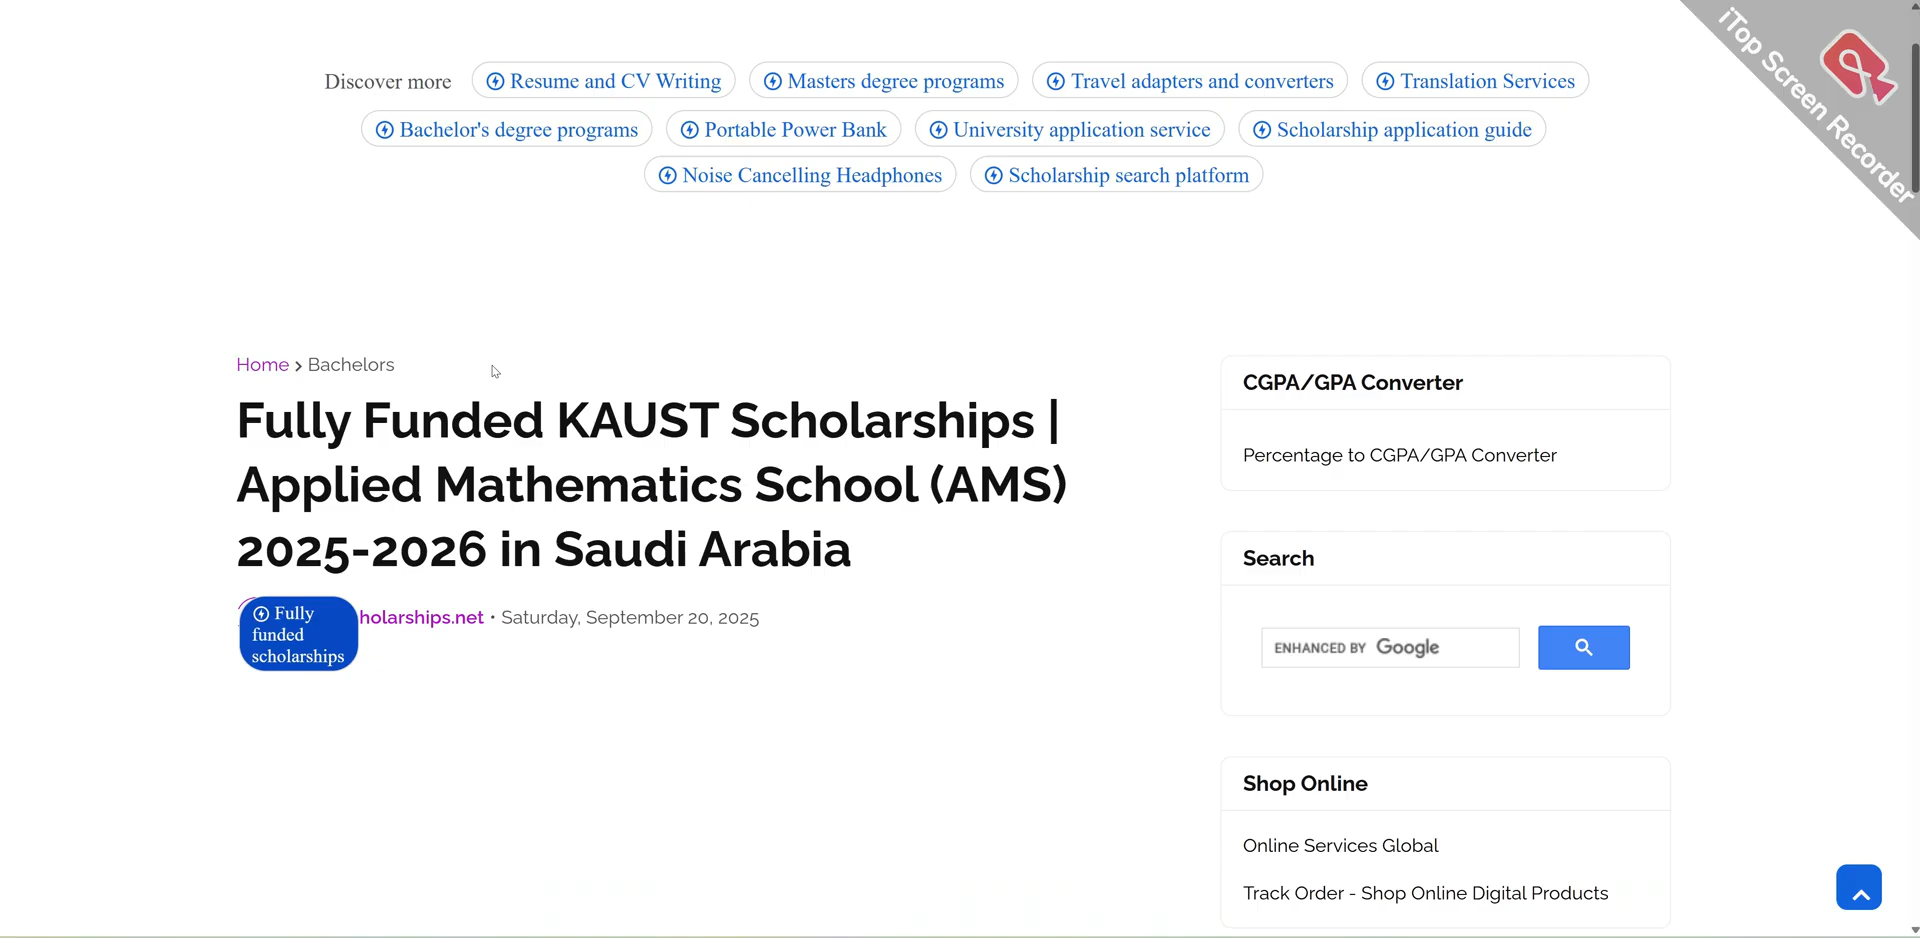 Discover more
Resume and CV Writing
Masters degree programs
Travel adapters and converters
Translation Services
Bachelor's degree programs
Portable Power Bank
University application service
Scholarship application guide
Noise Cancelling Headphones
Scholarship search platform
iTop Screen Recorder
Home > Bachelors
Fully Funded KAUST Scholarships |
Applied Mathematics School (AMS)
2025-2026 in Saudi Arabia
Fully
funded
scholarships
holarships.net • Saturday, September 20, 2025
CGPA/GPA Converter
Percentage to CGPA/GPA Converter
Search
ENHANCED BY Google
Shop Online
Online Services Global
Track Order - Shop Online Digital Products